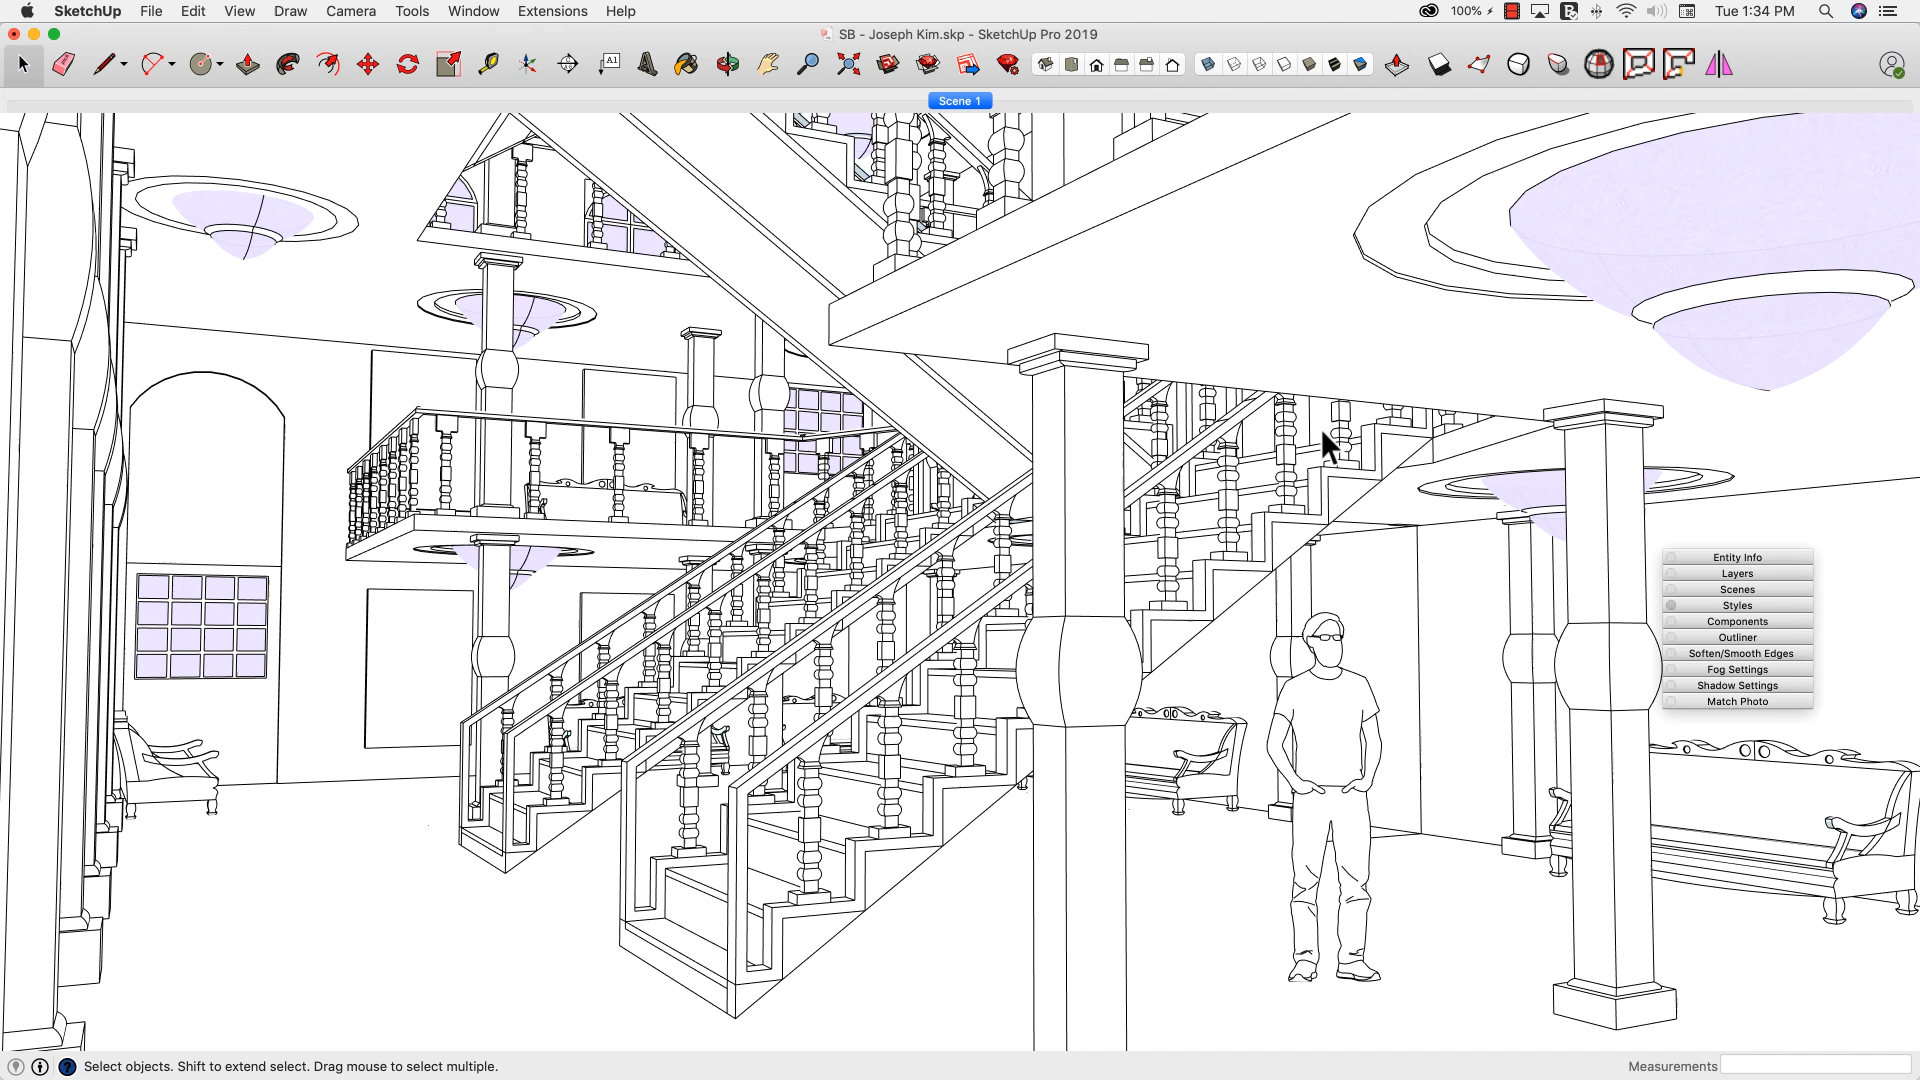 SketchUp File Edit View Draw Camera Tools Window Extensions Help 100% Tue 1:34 PM
SB - Joseph Kim.skp - SketchUp Pro 2019
A1
Scene 1
Entity Info
Layers
Scenes
Styles
Components
Outliner
Soften/Smooth Edges
Fog Settings
Shadow Settings
Match Photo
Select objects. Shift to extend select. Drag mouse to select multiple. Measurements